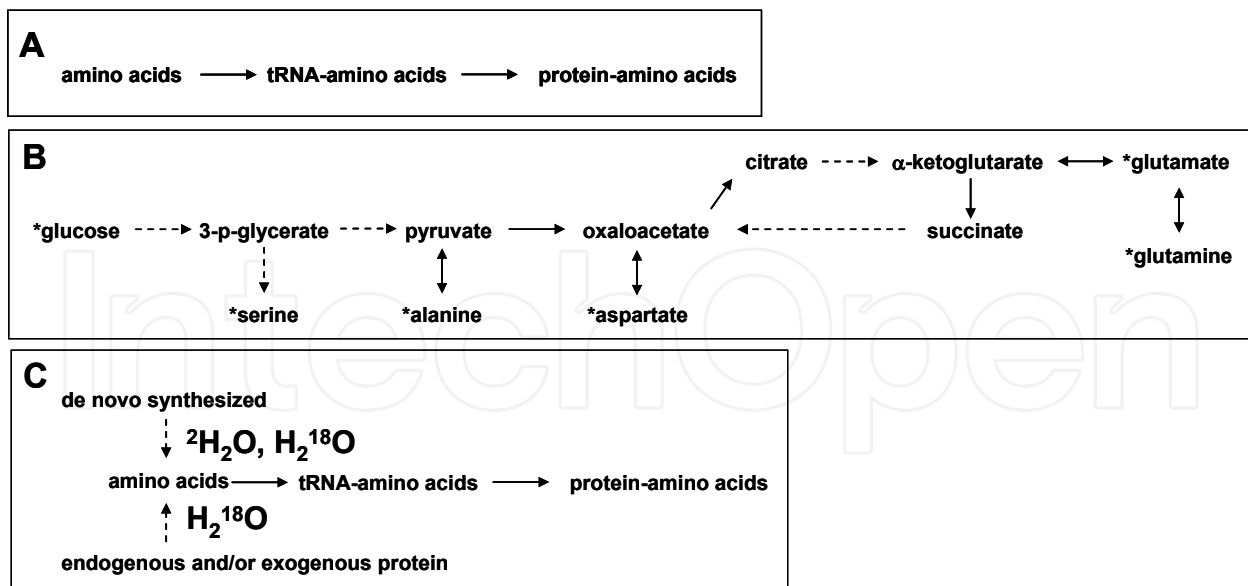 A
amino acids tRNA-amino acids protein-amino acids
B
citrate α-ketoglutarate *glutamate
*glucose 3-p-glycerate pyruvate oxaloacetate succinate
*glutamine
*serine *alanine *aspartate
IntechOpen
C
de novo synthesized
²H₂O, H₂¹⁸O
amino acids tRNA-amino acids protein-amino acids
H₂¹⁸O
endogenous and/or exogenous protein